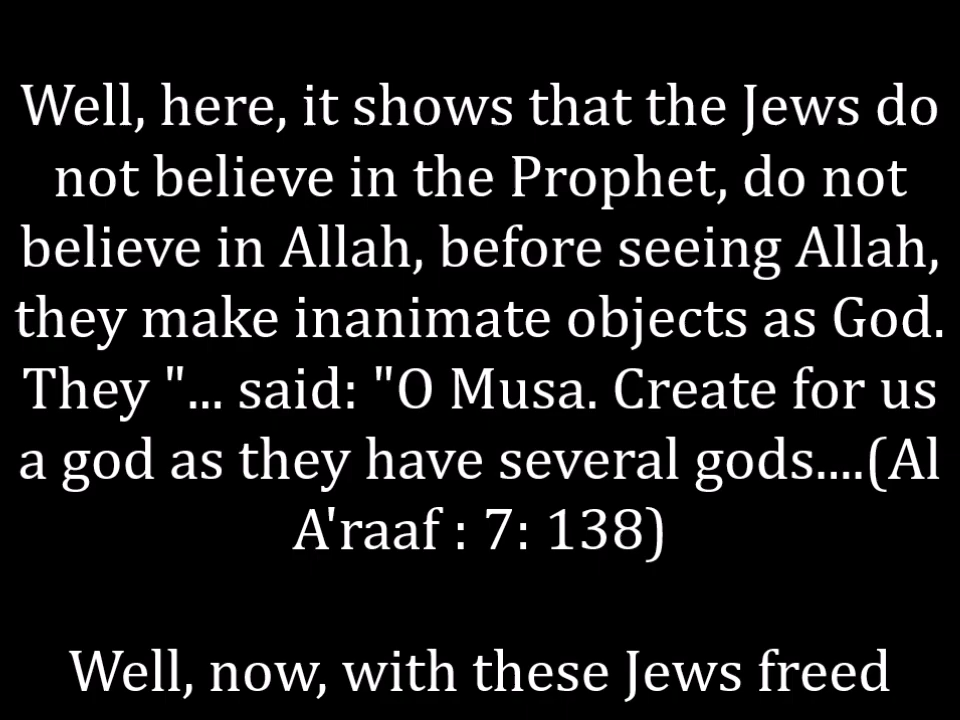 Well, here, it shows that the Jews do
not believe in the Prophet, do not
believe in Allah, before seeing Allah,
they make inanimate objects as God.
They "... said: "O Musa. Create for us
a god as they have several gods....(Al
A'raaf : 7: 138)
Well, now, with these Jews freed